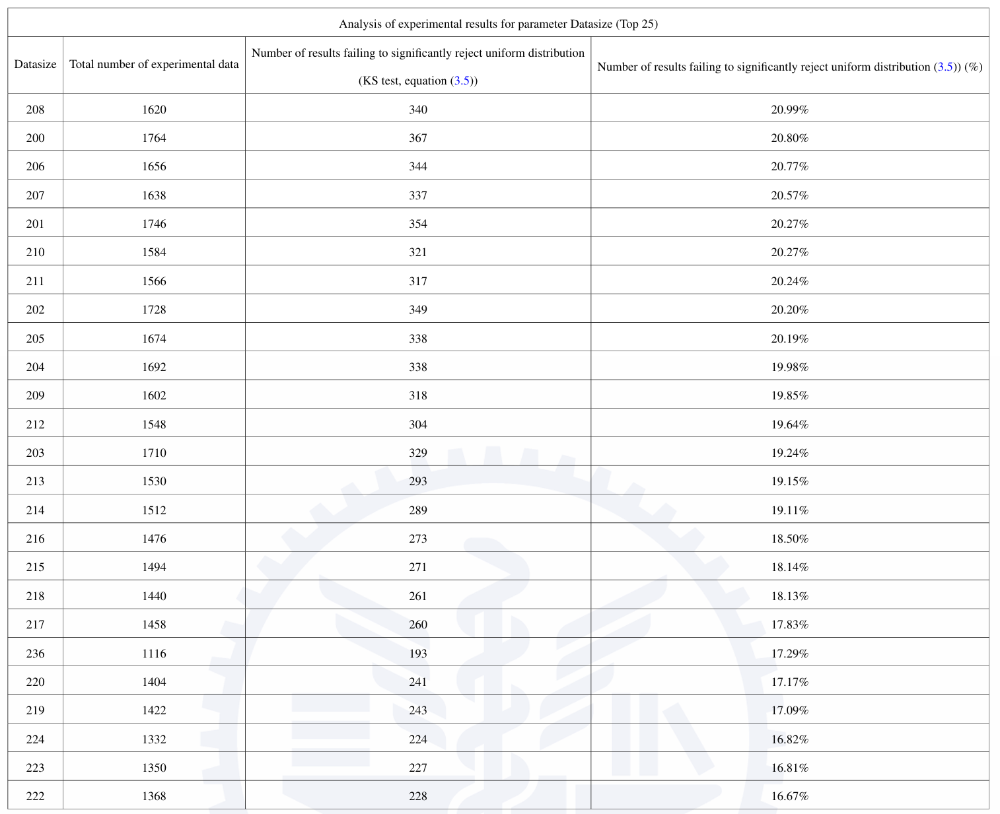 Analysis of experimental results for parameter Datasize (Top 25)
Datasize Total number of experimental data Number of results failing to significantly reject uniform distribution (KS test, equation (3.5)) Number of results failing to significantly reject uniform distribution (3.5)) (%)
208 1620 340 20.99%
200 1764 367 20.80%
206 1656 344 20.77%
207 1638 337 20.57%
201 1746 354 20.27%
210 1584 321 20.27%
211 1566 317 20.24%
202 1728 349 20.20%
205 1674 338 20.19%
204 1692 338 19.98%
209 1602 318 19.85%
212 1548 304 19.64%
203 1710 329 19.24%
213 1530 293 19.15%
214 1512 289 19.11%
216 1476 273 18.50%
215 1494 271 18.14%
218 1440 261 18.13%
217 1458 260 17.83%
236 1116 193 17.29%
220 1404 241 17.17%
219 1422 243 17.09%
224 1332 224 16.82%
223 1350 227 16.81%
222 1368 228 16.67%